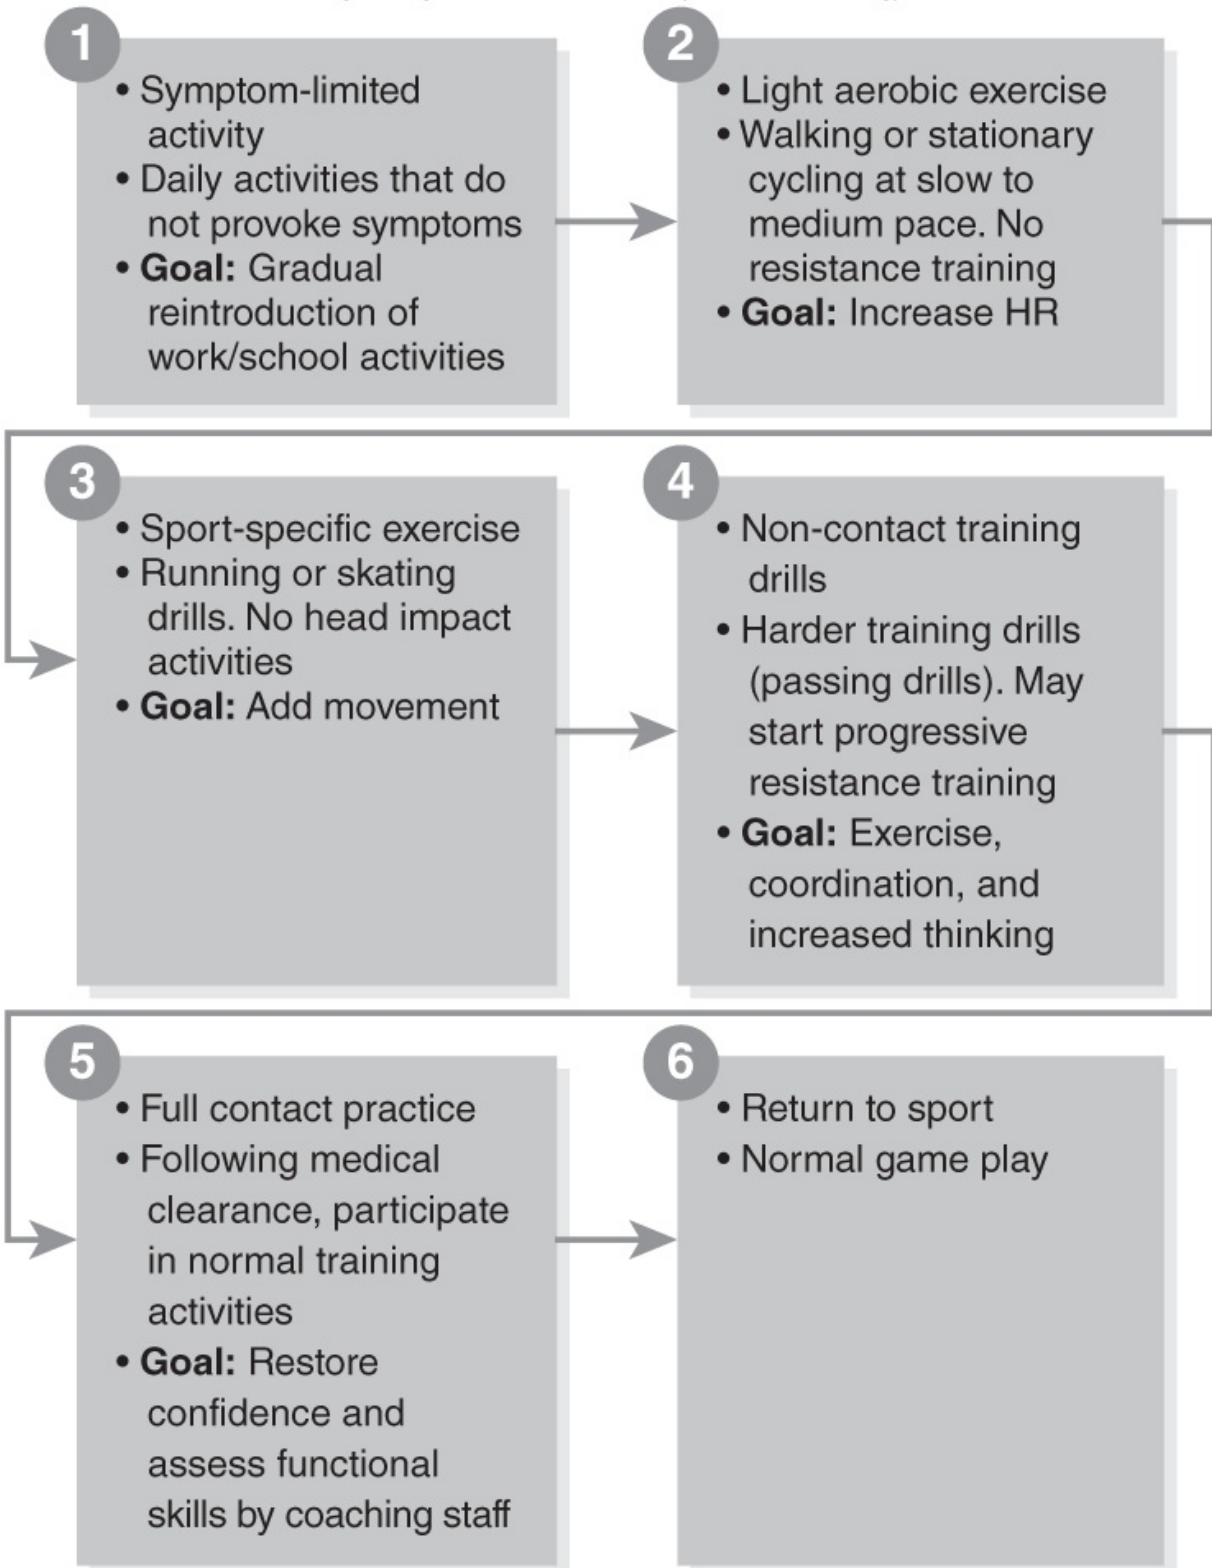 1
• Symptom-limited
activity
• Daily activities that do
not provoke symptoms
• Goal: Gradual
reintroduction of
work/school activities
2
• Light aerobic exercise
• Walking or stationary
cycling at slow to
medium pace. No
resistance training
• Goal: Increase HR
3
• Sport-specific exercise
• Running or skating
drills. No head impact
activities
• Goal: Add movement
4
• Non-contact training
drills
• Harder training drills
(passing drills). May
start progressive
resistance training
• Goal: Exercise,
coordination, and
increased thinking
5
• Full contact practice
• Following medical
clearance, participate
in normal training
activities
• Goal: Restore
confidence and
assess functional
skills by coaching staff
6
• Return to sport
• Normal game play